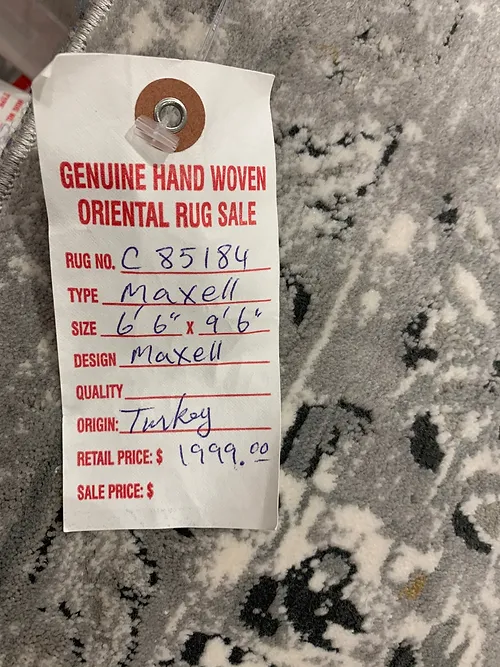 GENUINE HAND WOVEN
ORIENTAL RUG SALE
RUG NO. C 85184
TYPE Maxell
SIZE 6' 6" x 9' 6"
DESIGN Maxell
QUALITY
ORIGIN: Turkey
RETAIL PRICE: $ 1999.00
SALE PRICE: $